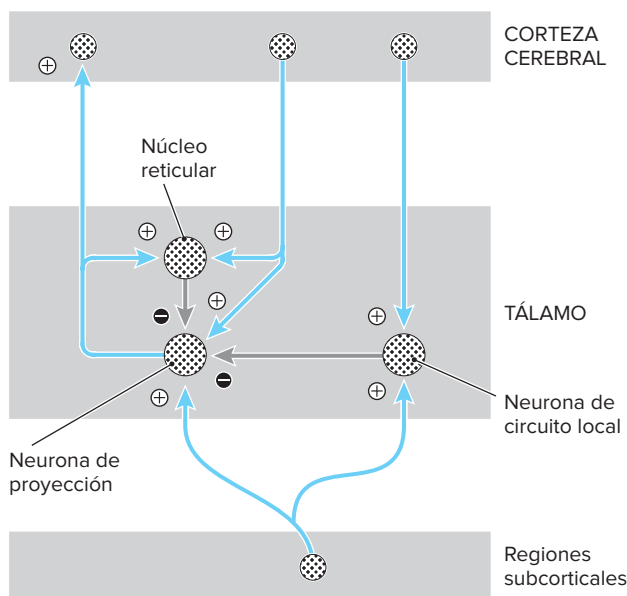 CORTEZA
CEREBRAL
Núcleo
reticular
TÁLAMO
Neurona de
circuito local
Neurona de
proyección
Regiones
subcorticales